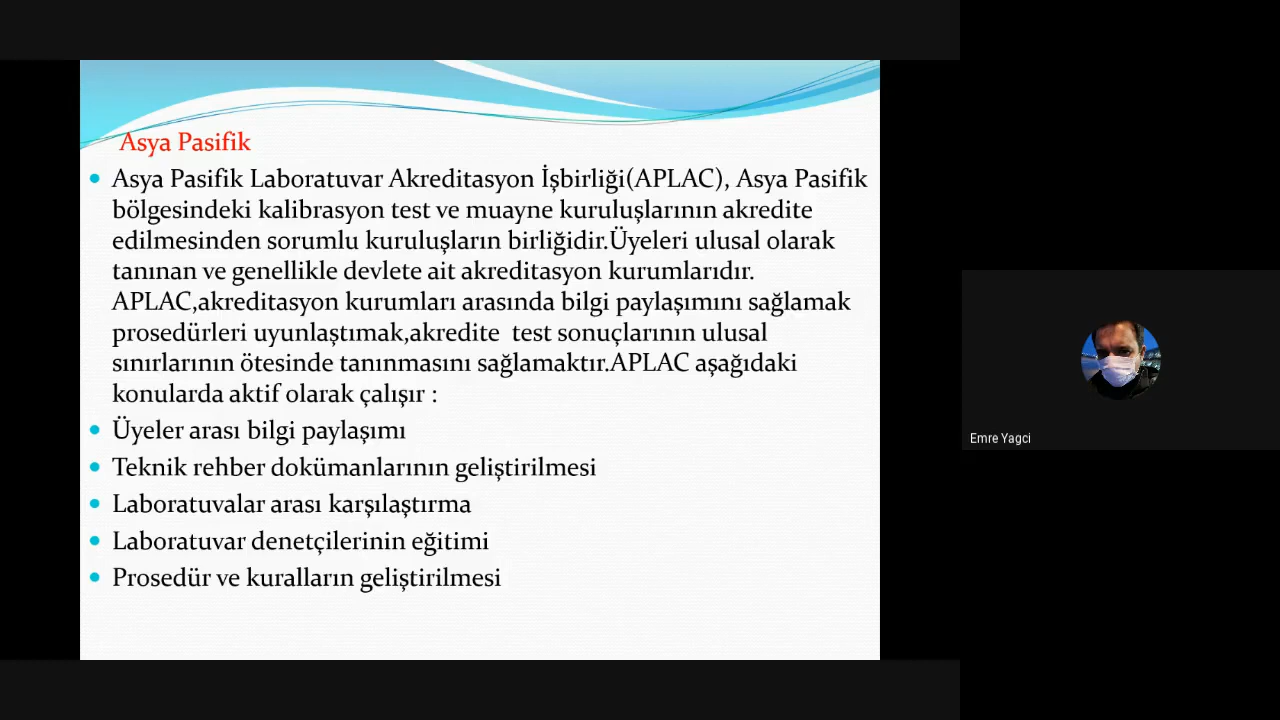 Asya Pasifik
Asya Pasifik Laboratuvar Akreditasyon İşbirliği(APLAC), Asya Pasifik
bölgesindeki kalibrasyon test ve muayne kuruluşlarının akredite
edilmesinden sorumlu kuruluşların birliğidir.Üyeleri ulusal olarak
tanınan ve genellikle devlete ait akreditasyon kurumlarıdır.
APLAC,akreditasyon kurumları arasında bilgi paylaşımını sağlamak
prosedürleri uyunlaştımak,akredite  test sonuçlarının ulusal
sınırlarının ötesinde tanınmasını sağlamaktır.APLAC aşağıdaki
konularda aktif olarak çalışır :
Üyeler arası bilgi paylaşımı
Teknik rehber dokümanlarının geliştirilmesi
Laboratuvalar arası karşılaştırma
Laboratuvar denetçilerinin eğitimi
Prosedür ve kuralların geliştirilmesi
Emre Yagci